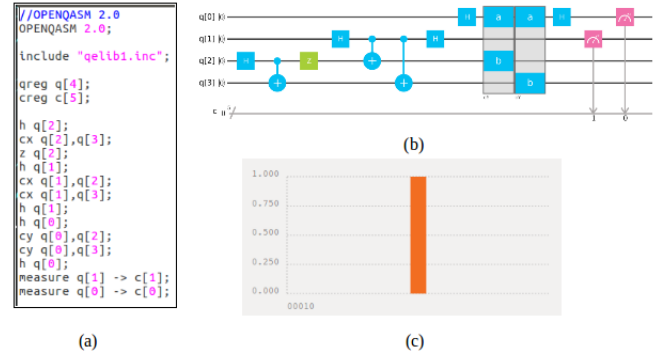 //OPENQASM 2.0
OPENQASM 2.0;
include "qelib1.inc";
qreg q[4];
creg c[5];
h q[2];
cx q[2],q[3];
z q[2];
h q[1];
cx q[1],q[2];
cx q[1],q[3];
h q[1];
h q[0];
cy q[0],q[2];
cy q[0],q[3];
h q[0];
measure q[1] -> c[1];
measure q[0] -> c[0];
(a)
q[0] |k⟩ H a a H
q[1] |k⟩ H H
q[2] |k⟩ H Z b
q[3] |k⟩ b
c 1 0
(b)
1.000
0.750
0.500
0.250
0.000
00010
(c)